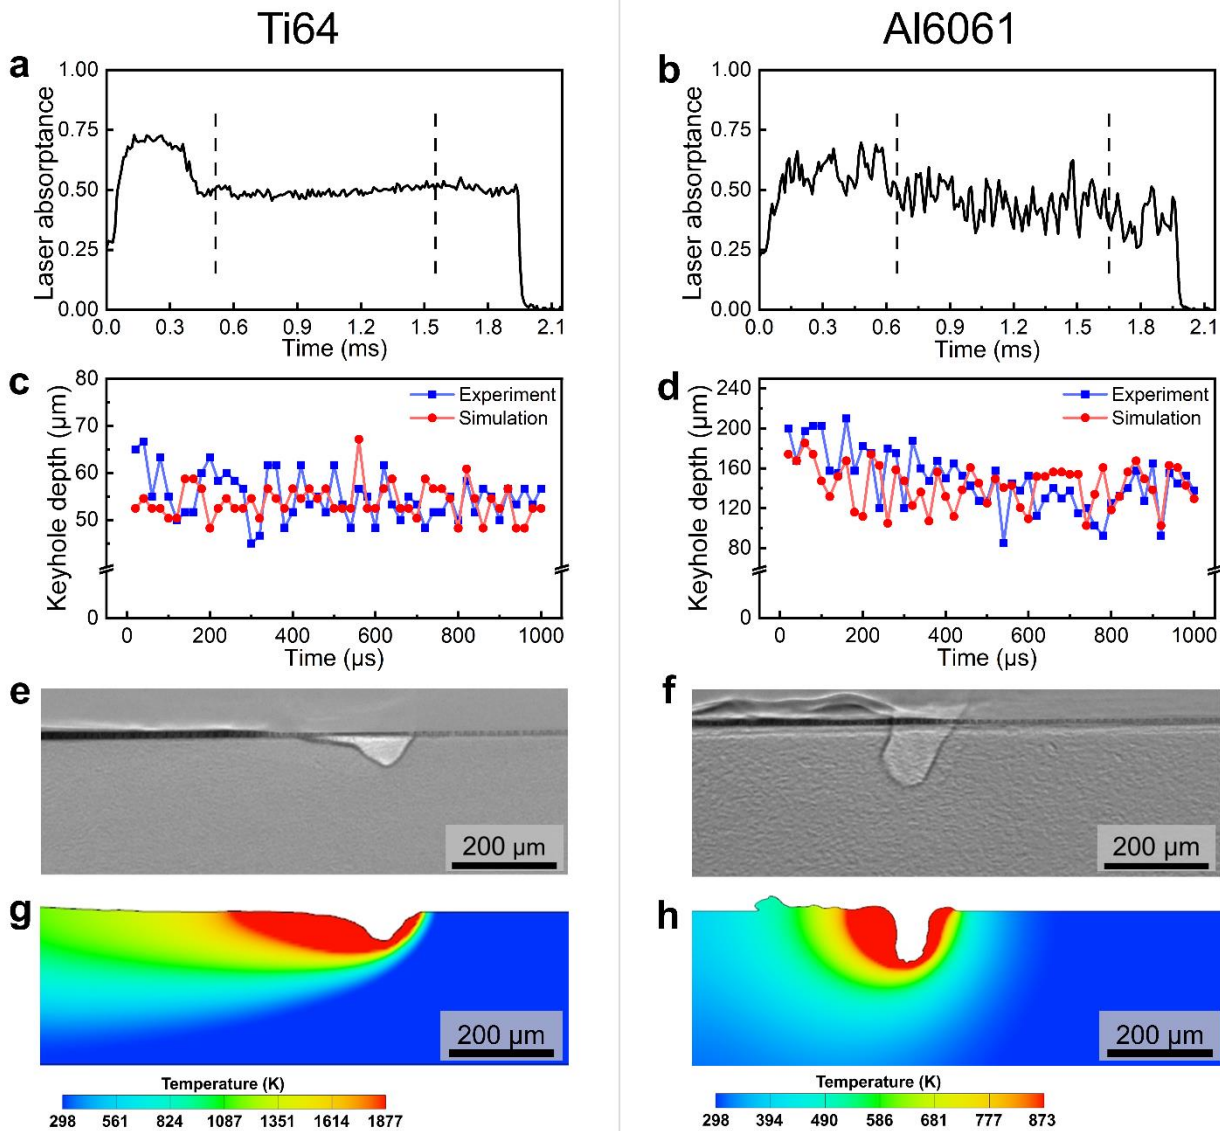 Ti64
Al6061
a
1.00
0.75
0.50
0.25
0.00
Laser absorptance
0.0 0.3 0.6 0.9 1.2 1.5 1.8 2.1
Time (ms)
b
1.00
0.75
0.50
0.25
0.00
Laser absorptance
0.0 0.3 0.6 0.9 1.2 1.5 1.8 2.1
Time (ms)
c
80
70
60
50
0
Keyhole depth (μm)
Experiment
Simulation
0 200 400 600 800 1000
Time (μs)
d
240
200
160
120
80
0
Keyhole depth (μm)
Experiment
Simulation
0 200 400 600 800 1000
Time (μs)
e
200 μm
f
200 μm
g
200 μm
h
200 μm
Temperature (K)
298 561 824 1087 1351 1614 1877
Temperature (K)
298 394 490 586 681 777 873